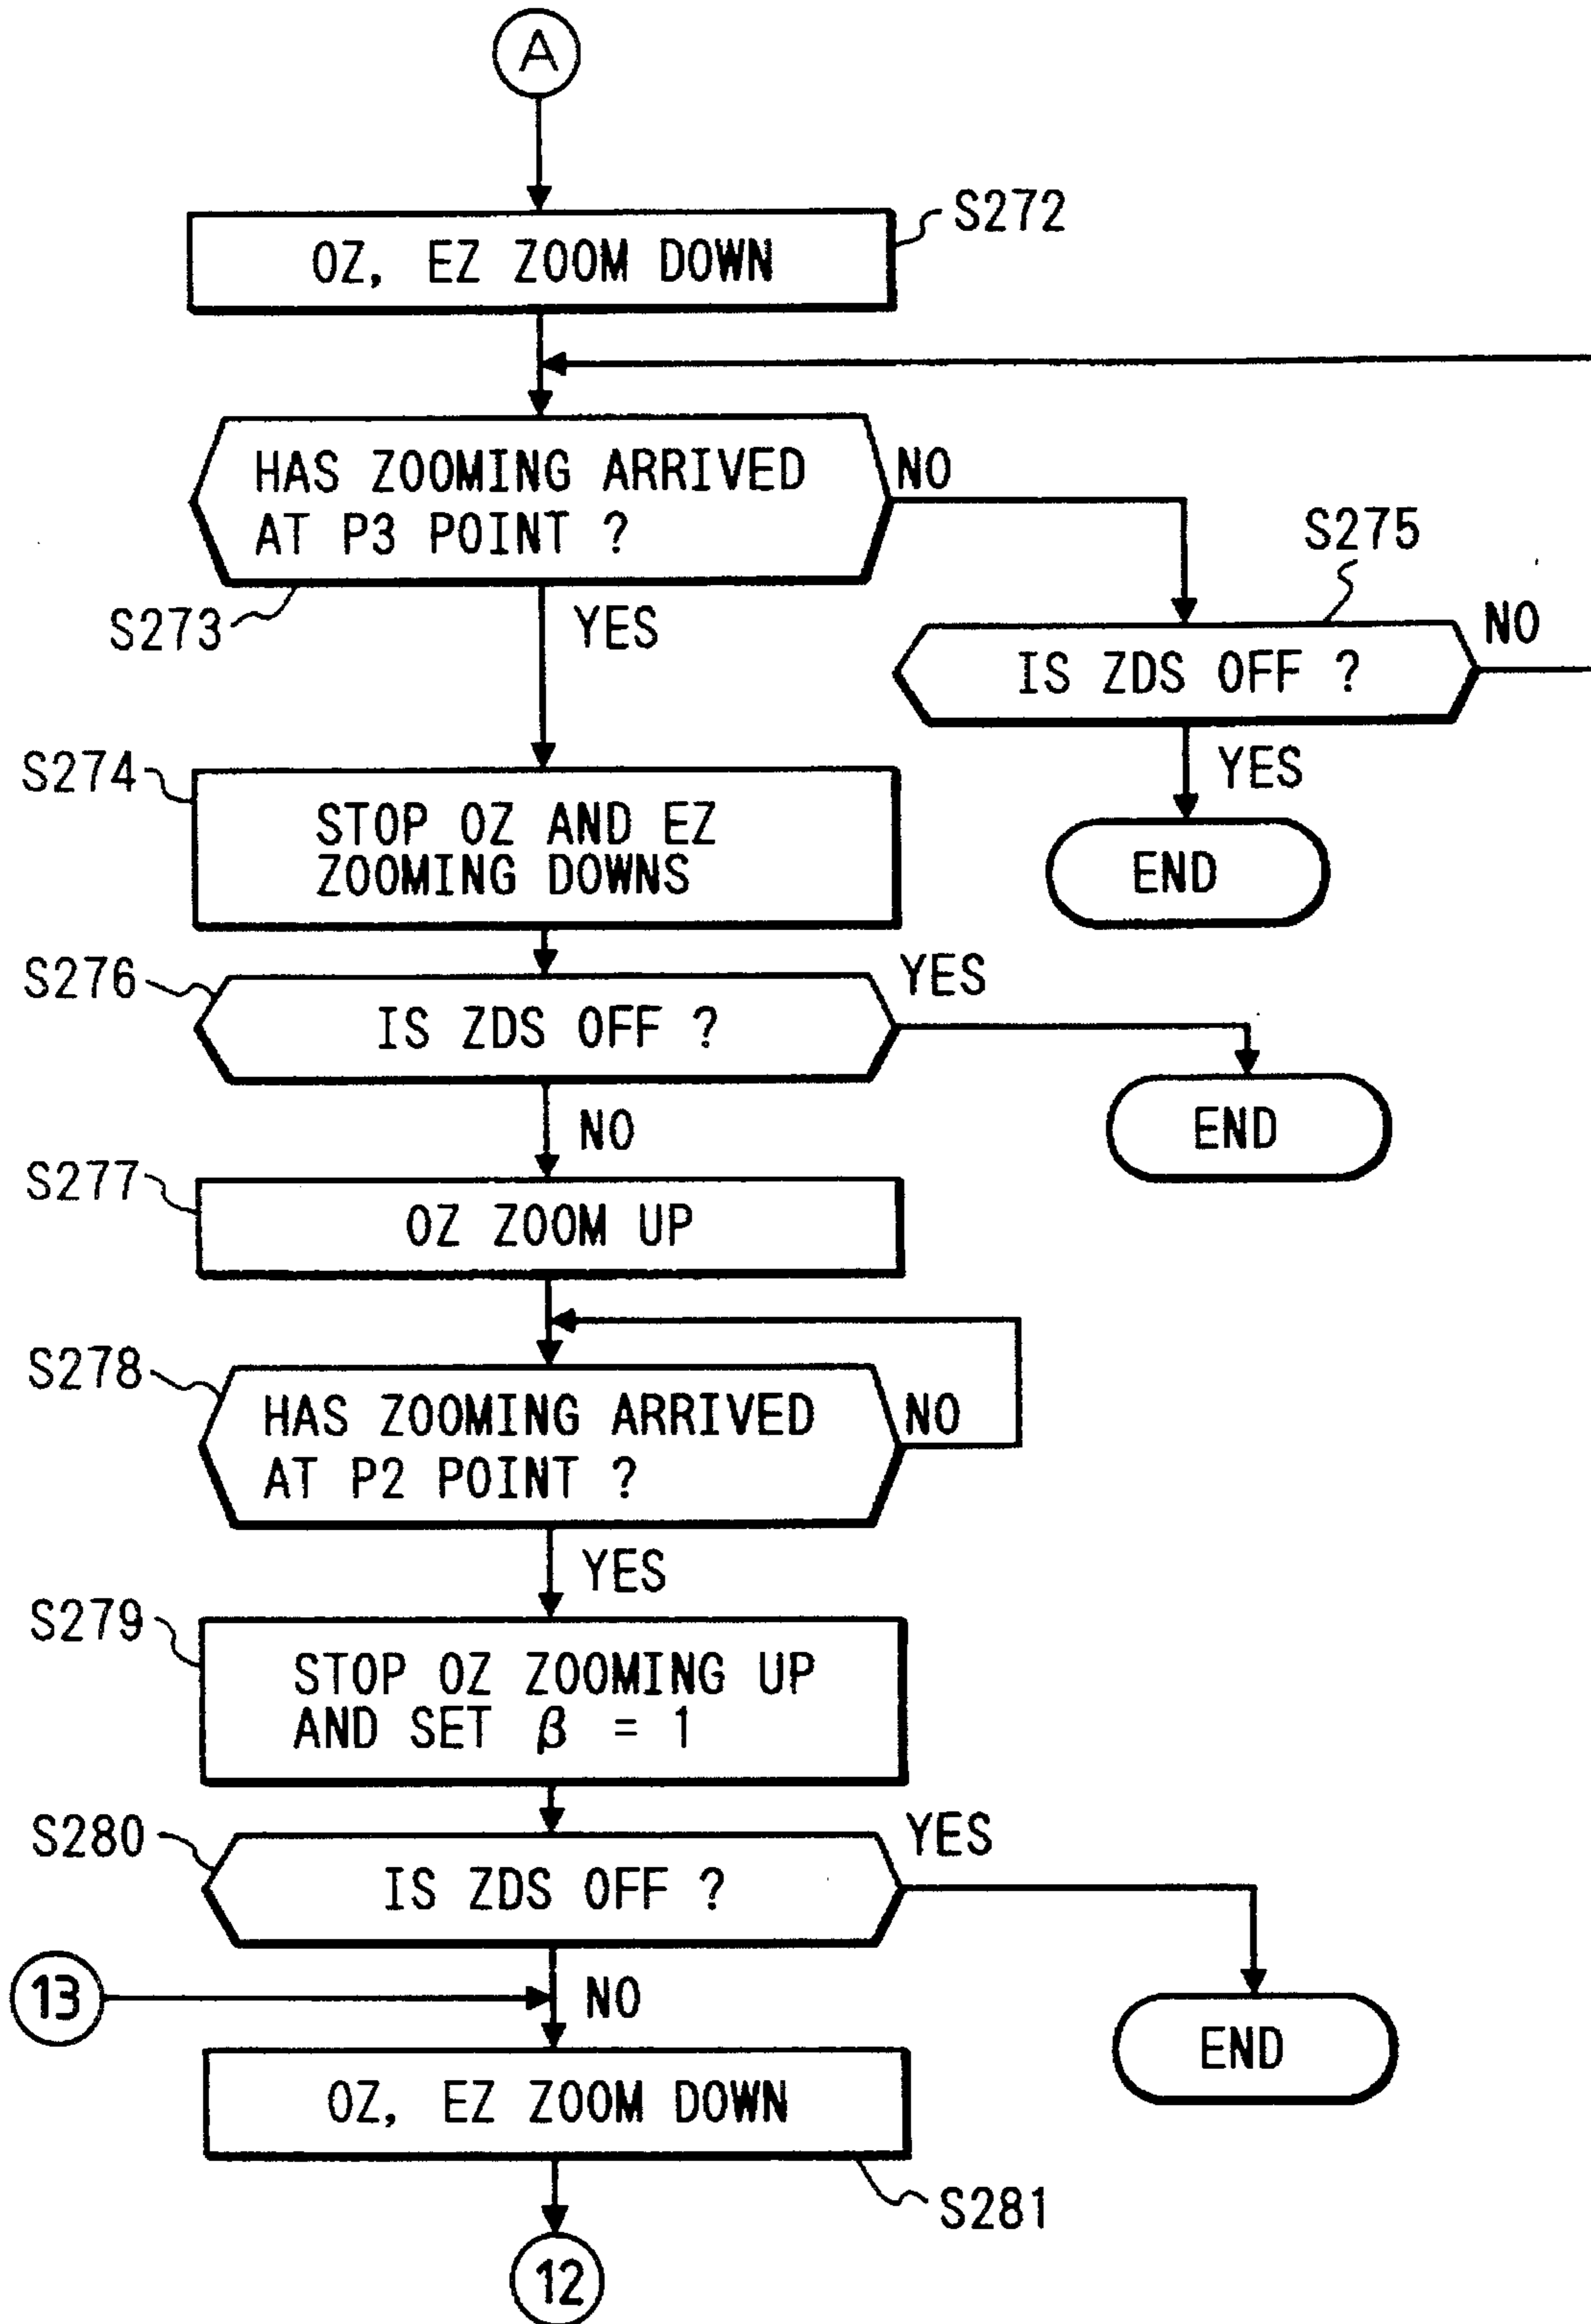 A
S272
OZ, EZ ZOOM DOWN
HAS ZOOMING ARRIVED
AT P3 POINT ?
NO
S273
YES
S275
IS ZDS OFF ?
NO
YES
END
S274
STOP OZ AND EZ
ZOOMING DOWNS
S276
IS ZDS OFF ?
YES
END
NO
S277
OZ ZOOM UP
S278
HAS ZOOMING ARRIVED
AT P2 POINT ?
NO
YES
S279
STOP OZ ZOOMING UP
AND SET β = 1
S280
IS ZDS OFF ?
YES
END
13
NO
OZ, EZ ZOOM DOWN
S281
12